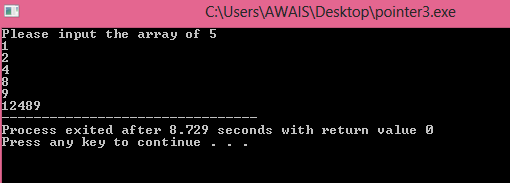 C:\Users\AWAIS\Desktop\pointer3.exe
Please input the array of 5
1
2
4
8
9
12489
--------------------------------
Process exited after 8.729 seconds with return value 0
Press any key to continue . . .